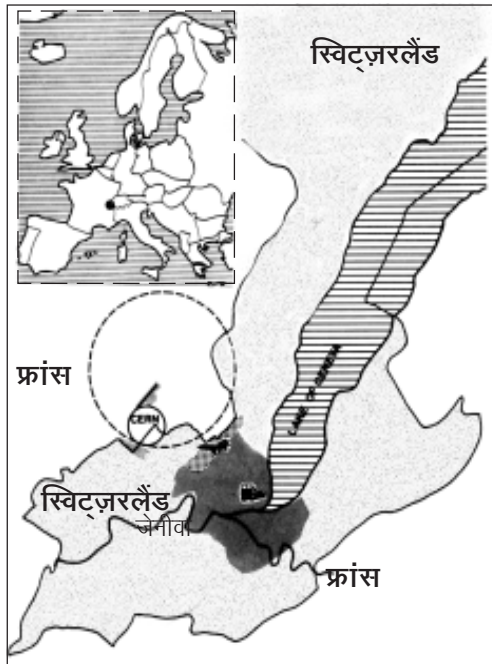 स्विट्ज़रलैंड
LAKE OF GENEVA
फ्रांस
CERN
स्विट्ज़रलैंड
जेनीवा
फ्रांस